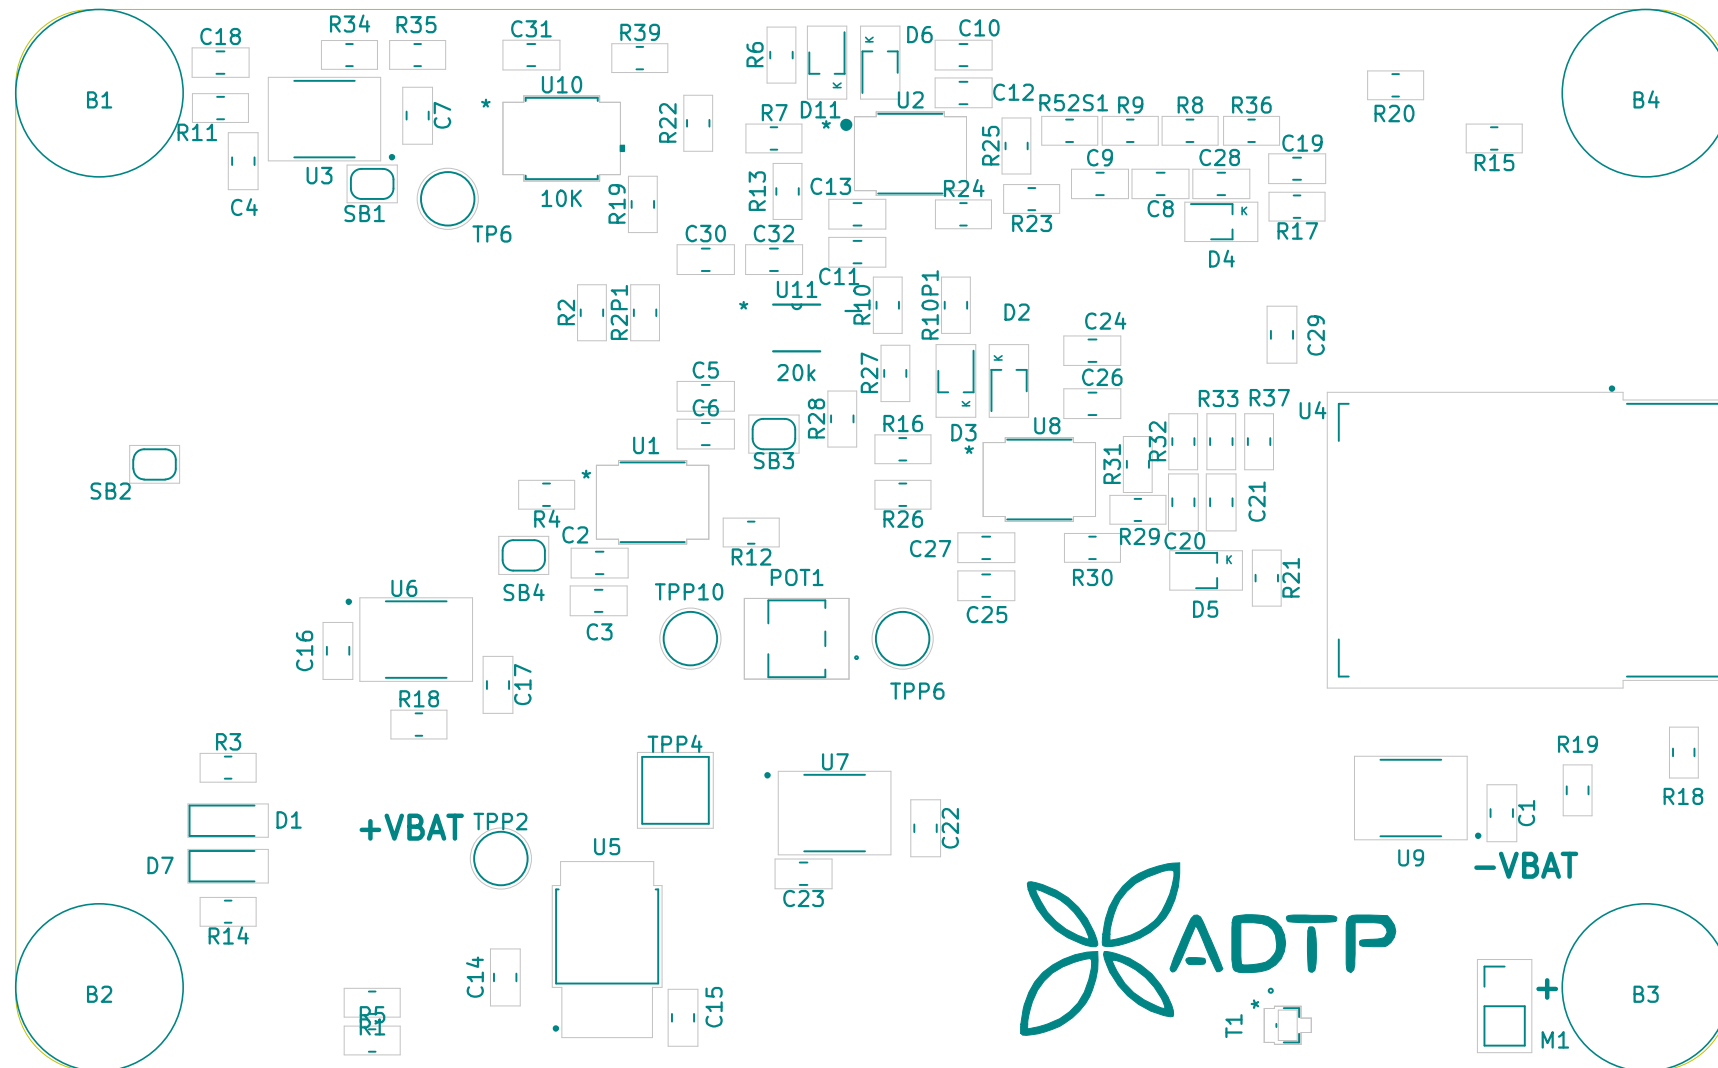 R34
R35
C31
R39
C10
C18
R6
K
D6
U10
K
B1
*
D11
U2
C12
R52S1
R9
R8
R36
R20
B4
C7
R11
R22
R7
*
R25
C19
R15
U3
C9
C28
C4
SB1
10K
R19
R13
C13
R24
C8
K
TP6
R23
R17
C30
C32
D4
C11
R2
R2P1
*
U11
R10
R10P1
D2
C24
C29
K
C5
20k
R27
C26
C6
R28
K
R16
D3
U8
R33
R37
U4
U1
SB3
*
R31
R32
SB2
*
R4
C2
R12
R26
C27
R29
C20
C21
R30
K
R21
SB4
U6
TPP10
POT1
C25
D5
C3
C16
C17
TPP6
R18
R3
TPP4
U7
R19
R18
D1
+VBAT
TPP2
C22
C1
D7
U5
U9
-VBAT
C23
R14
ADTP
C14
B2
R5
R1
C15
*
T1
+
M1
B3